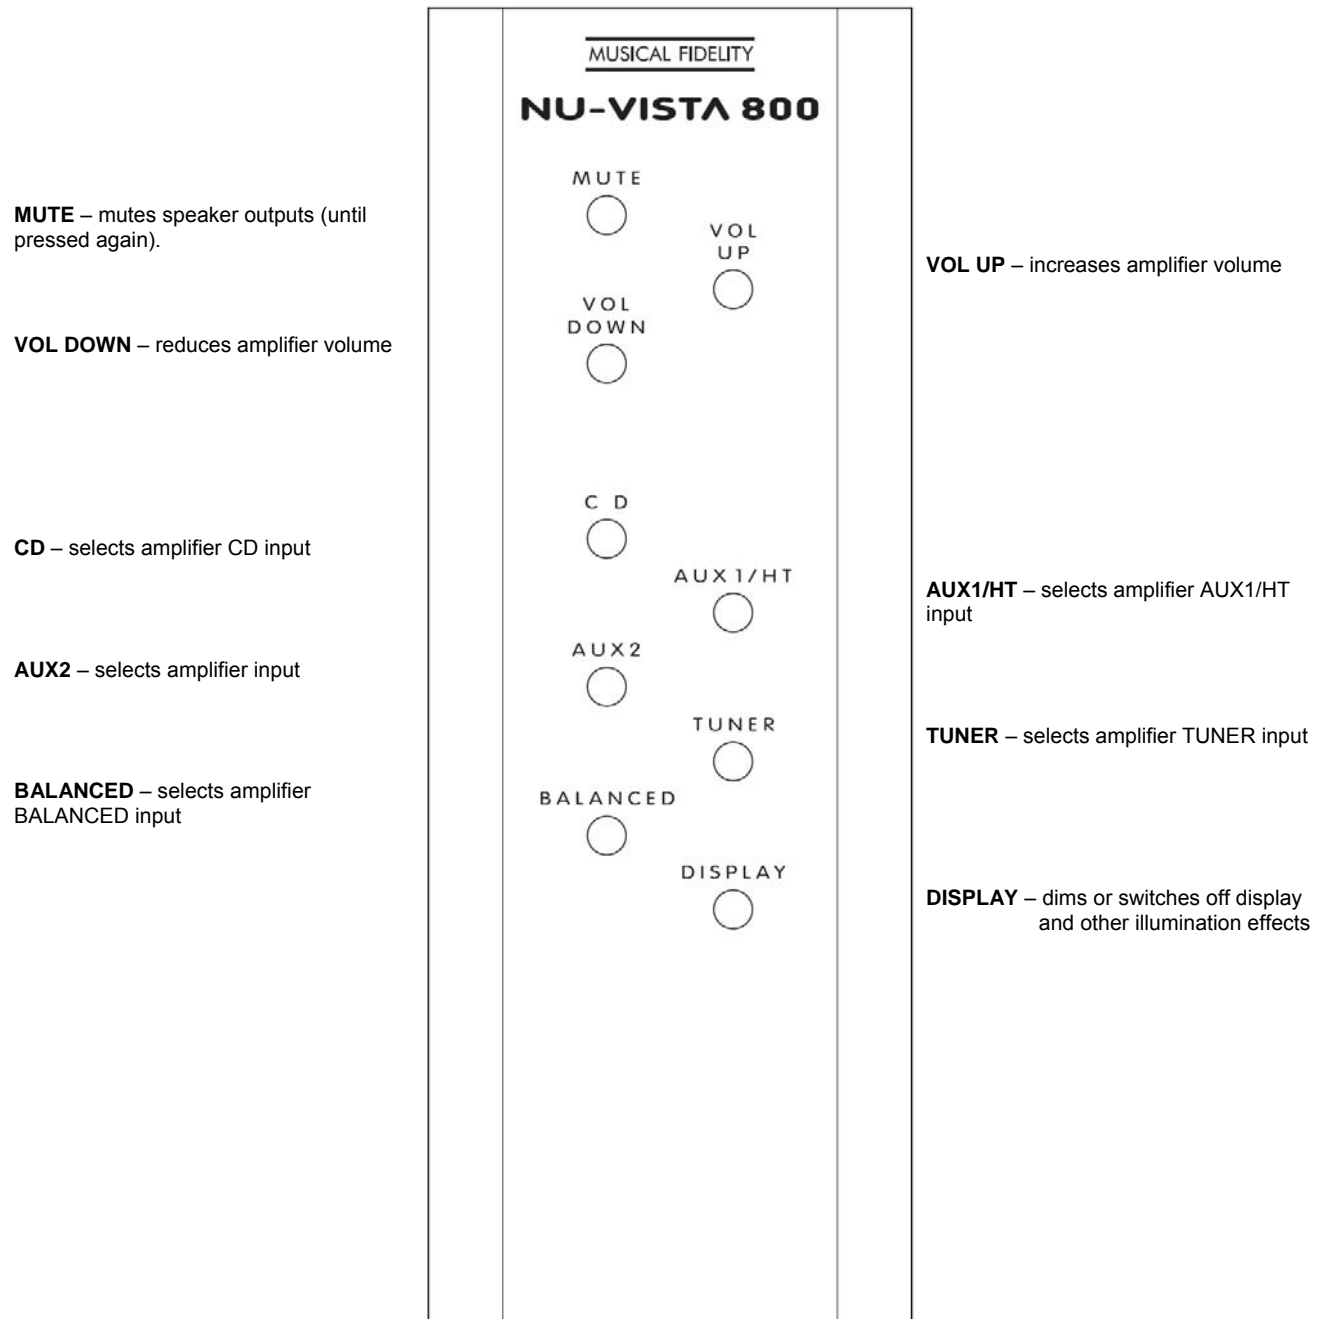 MUSICAL FIDELITY
NU-VISTA 800
MUTE
MUTE – mutes speaker outputs (until
pressed again).
VOL
UP
VOL UP – increases amplifier volume
VOL
DOWN
VOL DOWN – reduces amplifier volume
C D
CD – selects amplifier CD input
AUX1/HT
AUX1/HT – selects amplifier AUX1/HT
input
AUX2
AUX2 – selects amplifier input
TUNER
TUNER – selects amplifier TUNER input
BALANCED – selects amplifier
BALANCED input
BALANCED
DISPLAY
DISPLAY – dims or switches off display
and other illumination effects